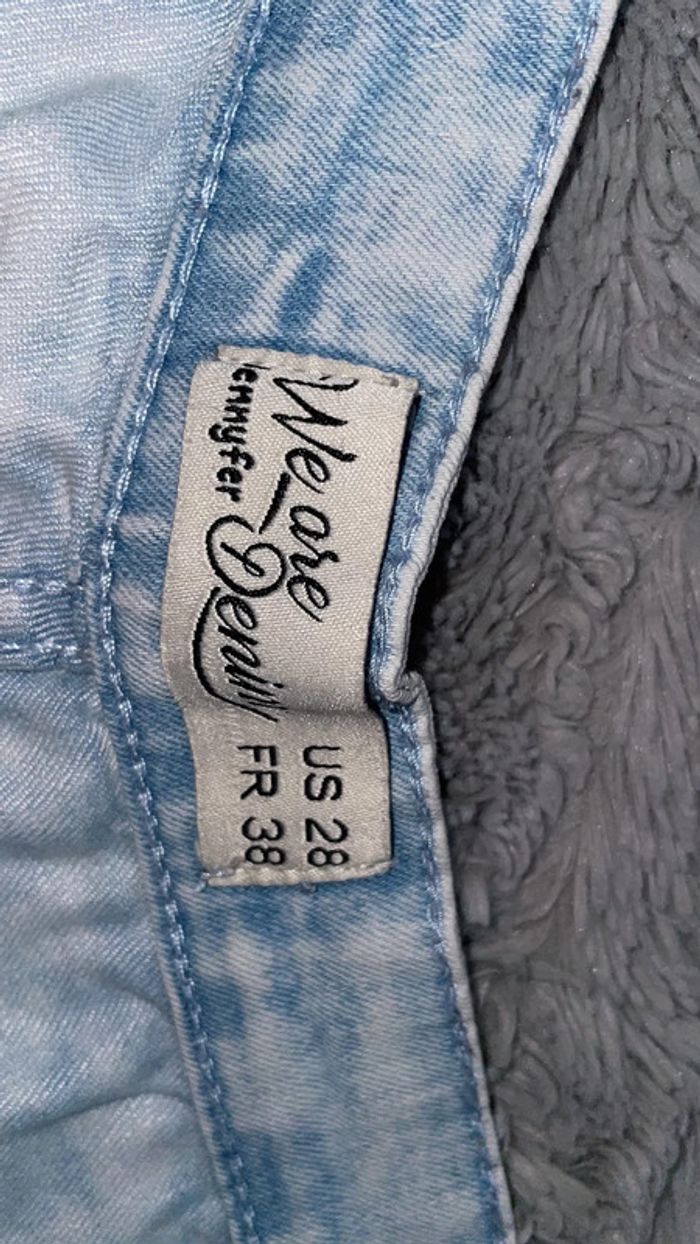 We are
Denim
Jennyfer
US 28
FR 38